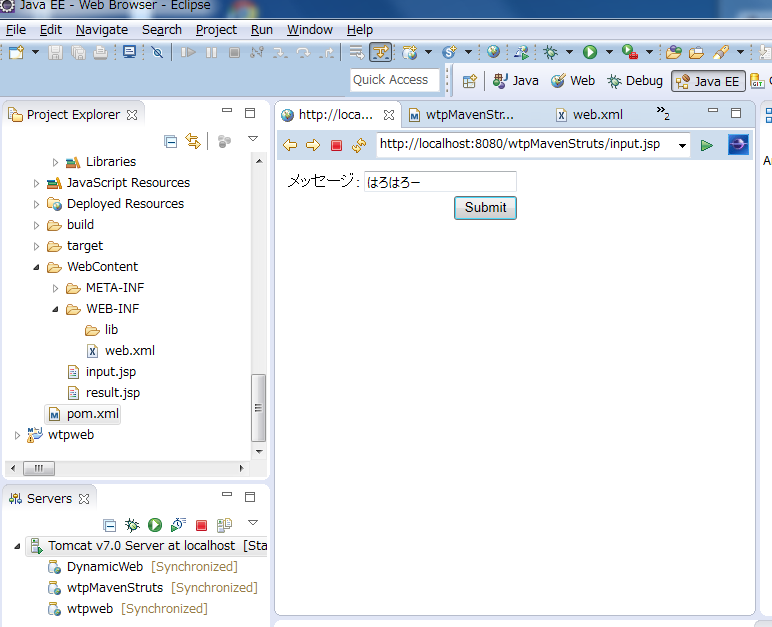 Java EE - Web Browser - Eclipse
File Edit Navigate Search Project Run Window Help
Quick Access
Java Web Debug Java EE
Project Explorer
Libraries
JavaScript Resources
Deployed Resources
build
target
WebContent
META-INF
WEB-INF
lib
web.xml
input.jsp
result.jsp
pom.xml
wtpweb
http://loca... wtpMavenStr... web.xml »2
http://localhost:8080/wtpMavenStruts/input.jsp
メッセージ: はろはろー
Submit
Servers
Tomcat v7.0 Server at localhost [Sta
DynamicWeb [Synchronized]
wtpMavenStruts [Synchronized]
wtpweb [Synchronized]